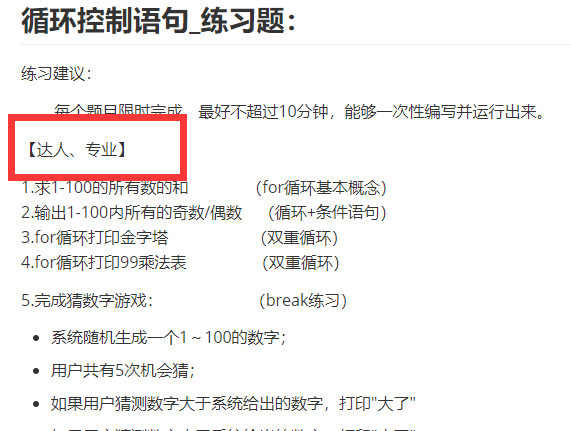 循环控制语句_练习题：
练习建议：
每个题目限时完成，最好不超过10分钟，能够一次性编写并运行出来。
【达人、专业】
1.求1-100的所有数的和 （for循环基本概念）
2.输出1-100内所有的奇数/偶数 （循环+条件语句）
3.for循环打印金字塔 （双重循环）
4.for循环打印99乘法表 （双重循环）
5.完成猜数字游戏： （break练习）
• 系统随机生成一个1～100的数字；
• 用户共有5次机会猜；
• 如果用户猜测数字大于系统给出的数字，打印"大了"